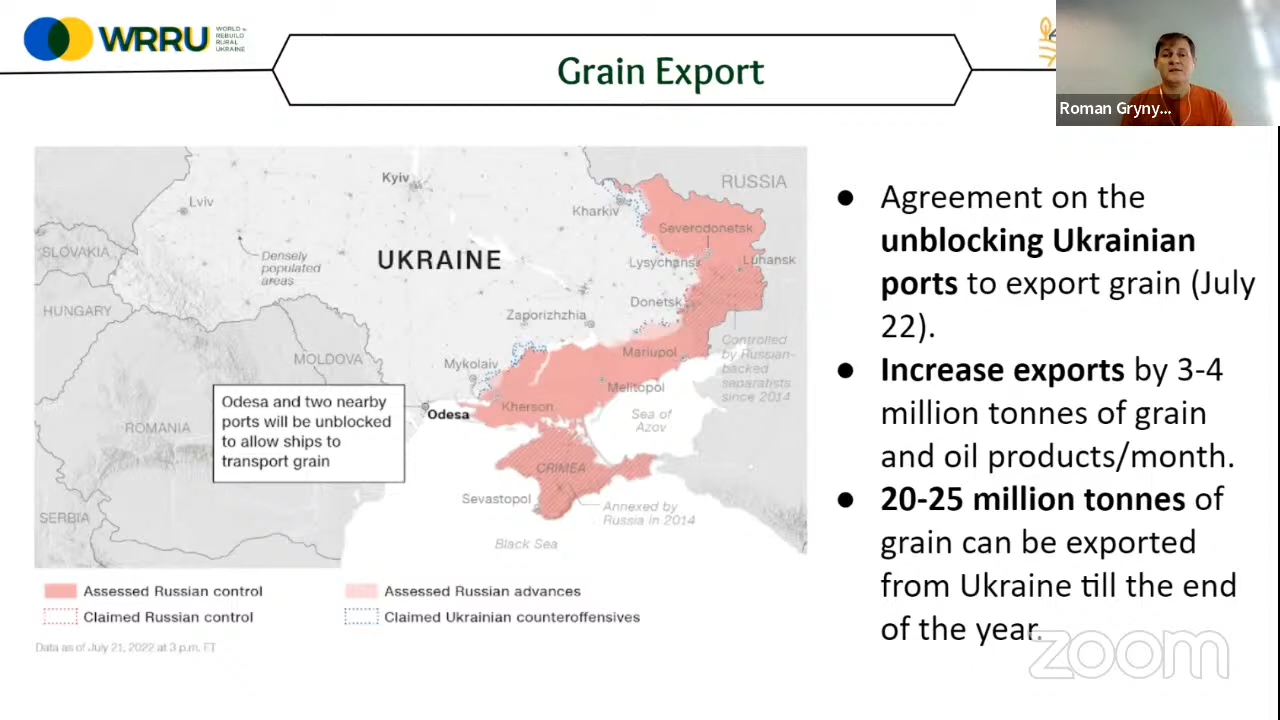 WRRU
WORLD to
REBUILD
RURAL
UKRAINE
Grain Export
Roman Gryny...
Kyiv
RUSSIA
Lviv
Kharkiv
Severodonetsk
SLOVAKIA
Densely
populated
areas
UKRAINE
Lysychansk
Luhansk
HUNGARY
Donetsk
Zaporizhzhia
MOLDOVA
Mykolaiv
Mariupol
Controlled
by Russian-
backed
separatists
since 2014
Melitopol
Odesa and two nearby
ports will be unblocked
to allow ships to
transport grain
Odesa
Kherson
Sea of
Azov
ROMANIA
CRIMEA
Sevastopol
Annexed by
Russia in 2014
SERBIA
Black Sea
Assessed Russian control
Assessed Russian advances
Claimed Russian control
Claimed Ukrainian counteroffensives
Data as of July 21, 2022 at 3 p.m. ET
● Agreement on the
unblocking Ukrainian
ports to export grain (July
22).
● Increase exports by 3-4
million tonnes of grain
and oil products/month.
● 20-25 million tonnes of
grain can be exported
from Ukraine till the end
of the year.
zoom